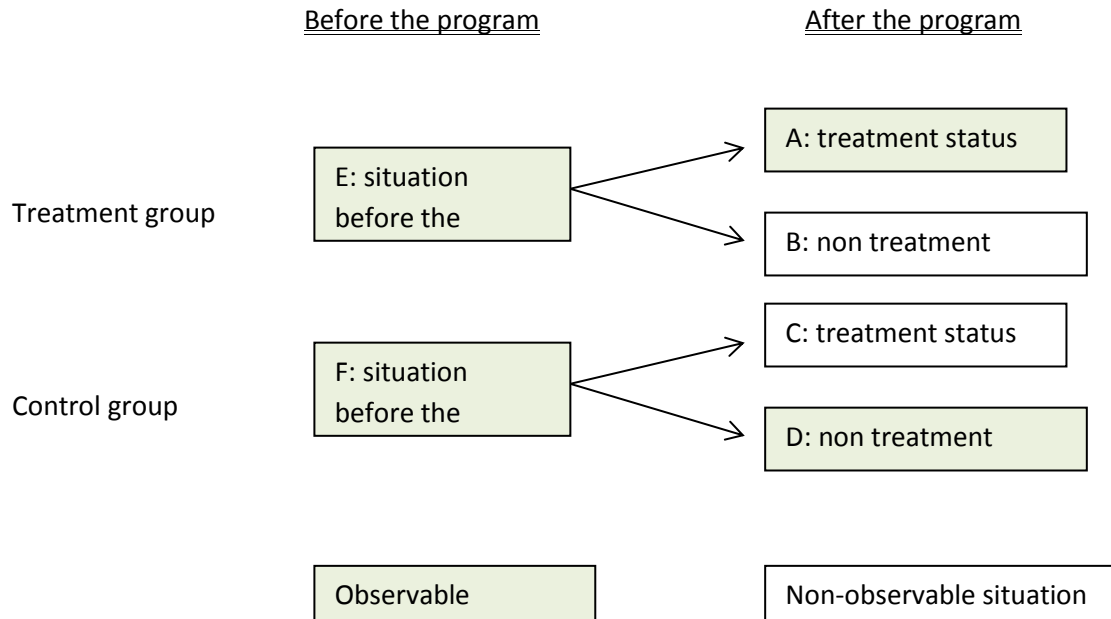 Before the program
After the program
A: treatment status
E: situation
before the
Treatment group
B: non treatment
C: treatment status
F: situation
before the
Control group
D: non treatment
Observable
Non-observable situation